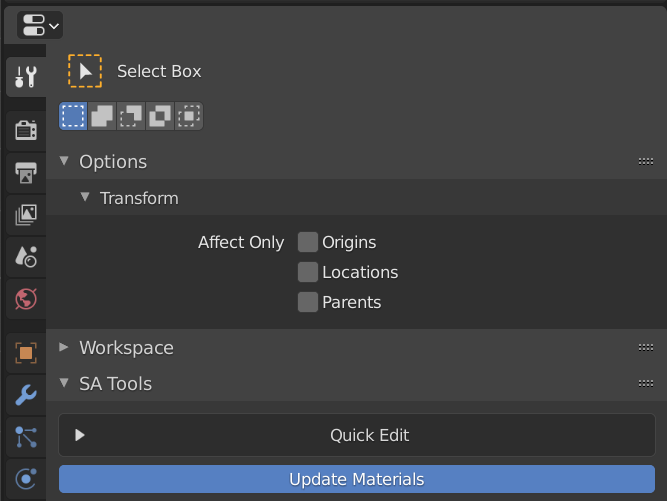 Select Box
Options
Transform
Affect Only Origins
Locations
Parents
Workspace
SA Tools
Quick Edit
Update Materials